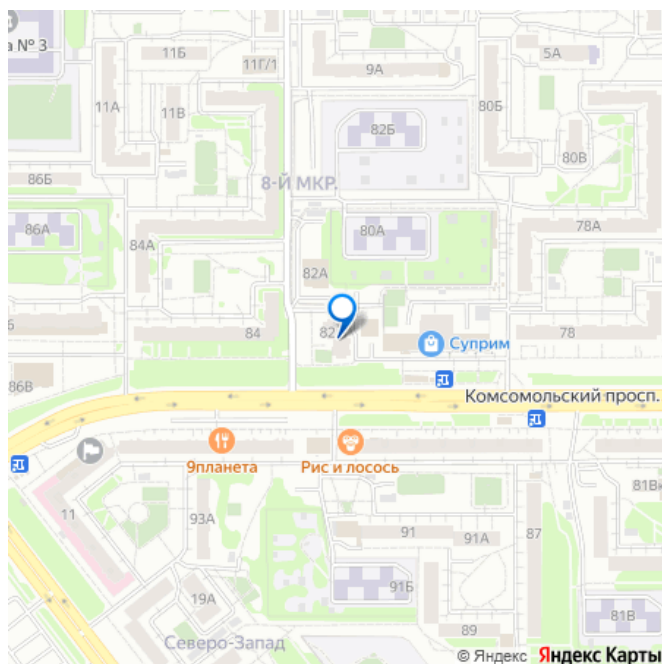 а № 3
11Б
11Г/1
9А
5А
11А
11В
80Б
82Б
80В
86Б
8-Й МКР.
86А
84А
80А
78А
82А
84
82
Суприм
78
Б
86В
Комсомольский просп.
9планета
Рис и лосось
11
93А
91
91А
87
81Вк
91Б
19А
81В
89
Северо-Запад
© Яндекс Яндекс Карты